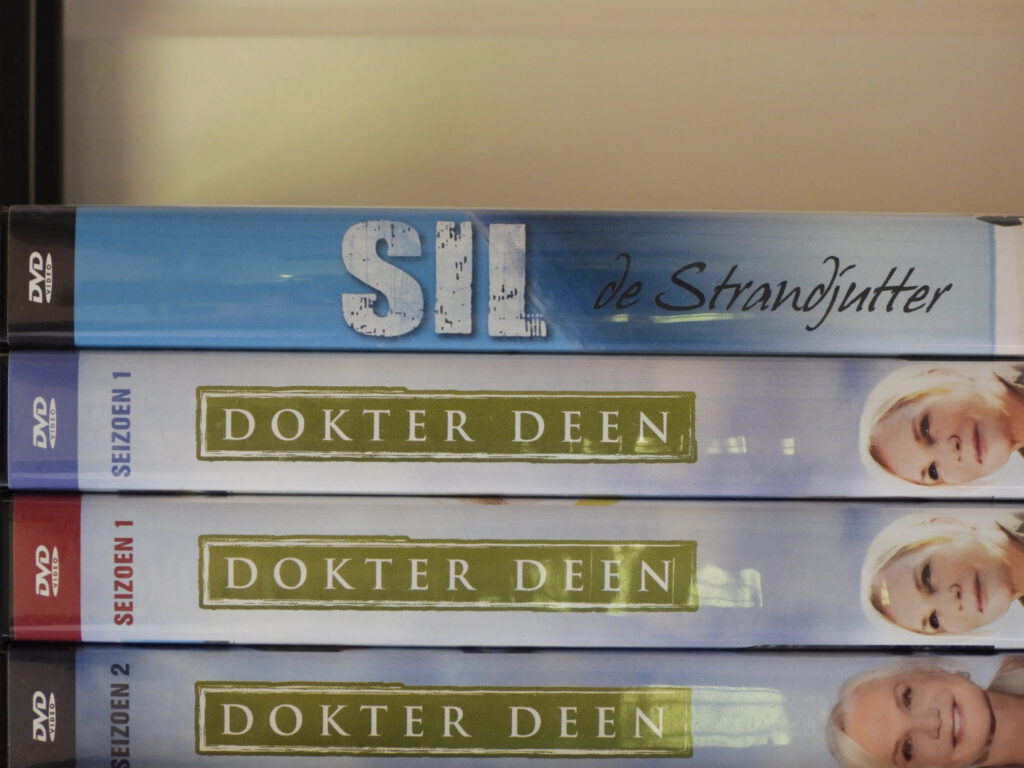 DVD VIDEO SIL de Strandjutter
DVD VIDEO SEIZOEN 1 DOKTER DEEN
DVD VIDEO SEIZOEN 1 DOKTER DEEN
DVD VIDEO SEIZOEN 2 DOKTER DEEN